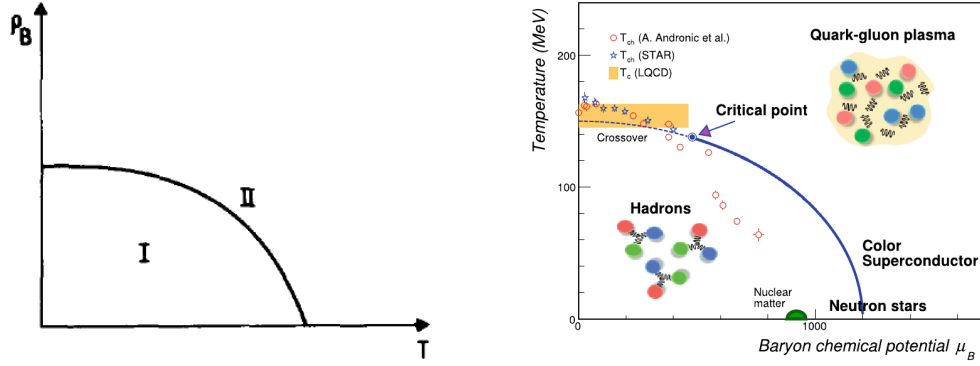 ρB
II
I
T
Temperature (MeV)
200
100
0
Tch (A. Andronic et al.)
Tch (STAR)
Tc (LQCD)
Quark-gluon plasma
Critical point
Crossover
Hadrons
Color
Superconductor
Nuclear
matter
Neutron stars
0
1000
Baryon chemical potential μB